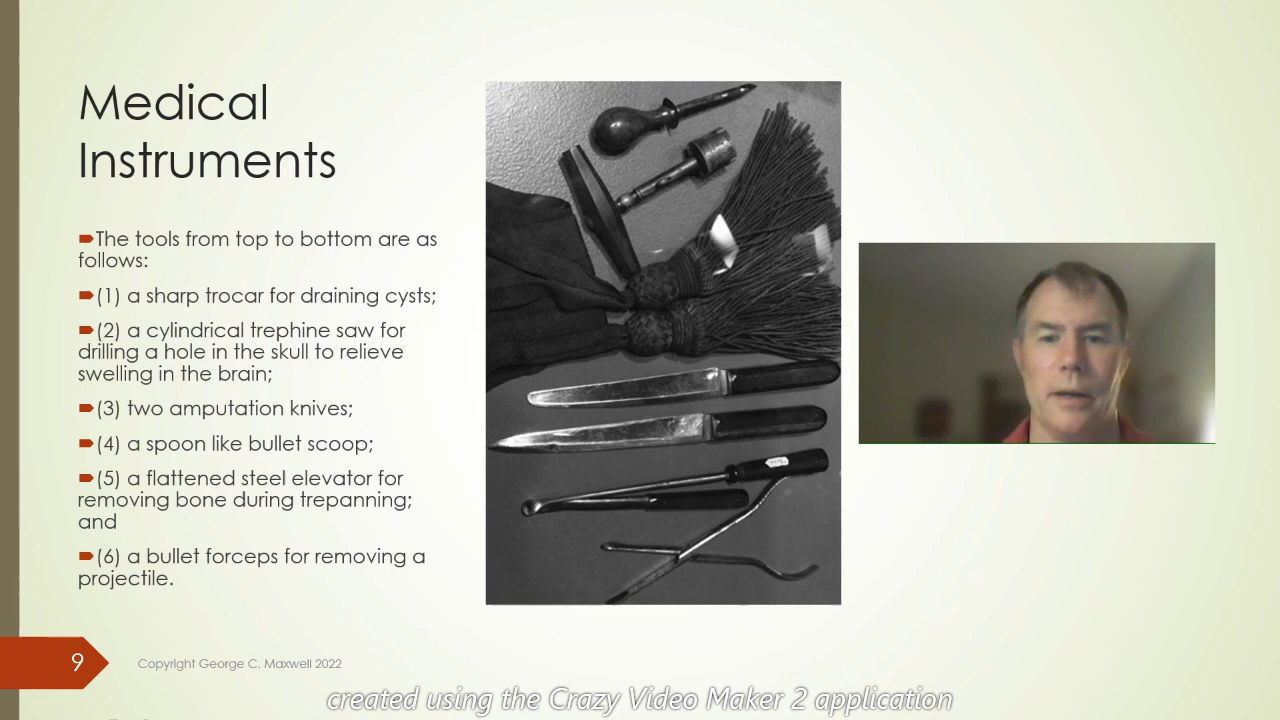 Medical
Instruments
The tools from top to bottom are as
follows:
(1) a sharp trocar for draining cysts;
(2) a cylindrical trephine saw for
drilling a hole in the skull to relieve
swelling in the brain;
(3) two amputation knives;
(4) a spoon like bullet scoop;
(5) a flattened steel elevator for
removing bone during trepanning;
and
(6) a bullet forceps for removing a
projectile.
9
Copyright George C. Maxwell 2022
created using the Crazy Video Maker 2 application